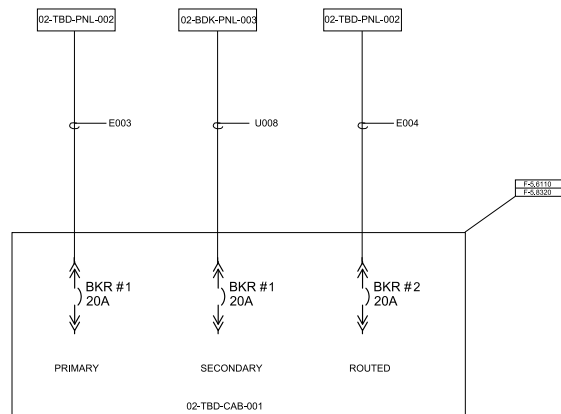 02-TBD-PNL-002
02-BDK-PNL-003
02-TBD-PNL-002
E003
U008
E004
F-5.6110
F-5.8320
BKR #1
20A
BKR #1
20A
BKR #2
20A
PRIMARY
SECONDARY
ROUTED
02-TBD-CAB-001